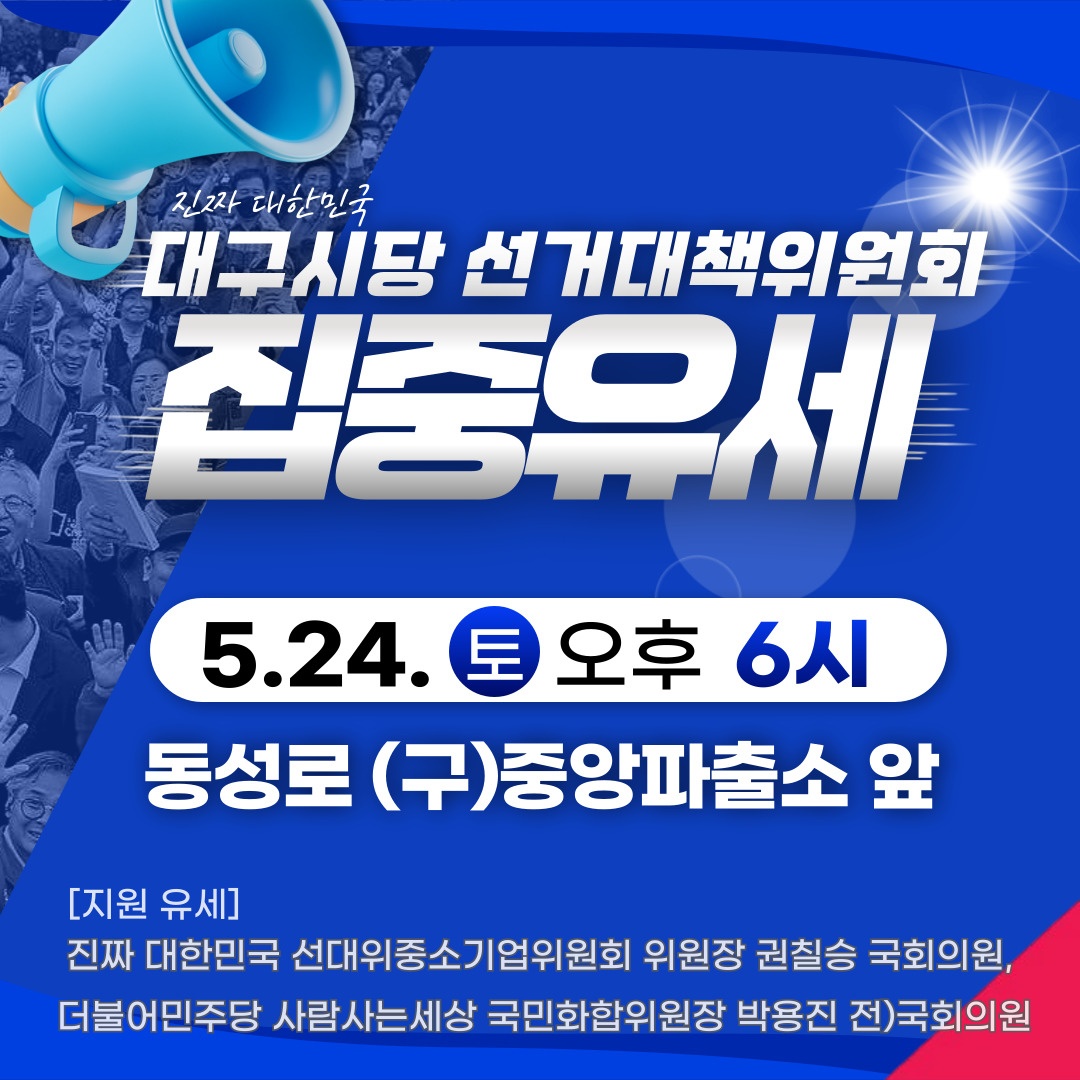 진짜 대한민국
대구시당 선거대책위원회
집중유세
5.24. 토 오후 6시
동성로 (구)중앙파출소 앞
[지원 유세]
진짜 대한민국 선대위중소기업위원회 위원장 권칠승 국회의원,
더불어민주당 사람사는세상 국민화합위원장 박용진 전)국회의원